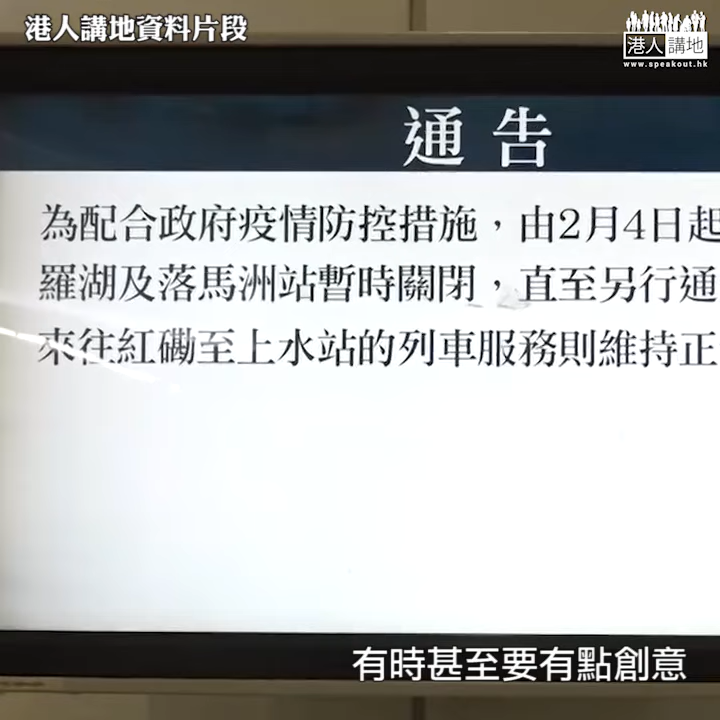 港人講地資料片段
港人講地
www.speakout.hk
通告
為配合政府疫情防控措施，由2月4日起
羅湖及落馬洲站暫時關閉，直至另行通
來往紅磡至上水站的列車服務則維持正
有時甚至要有點創意